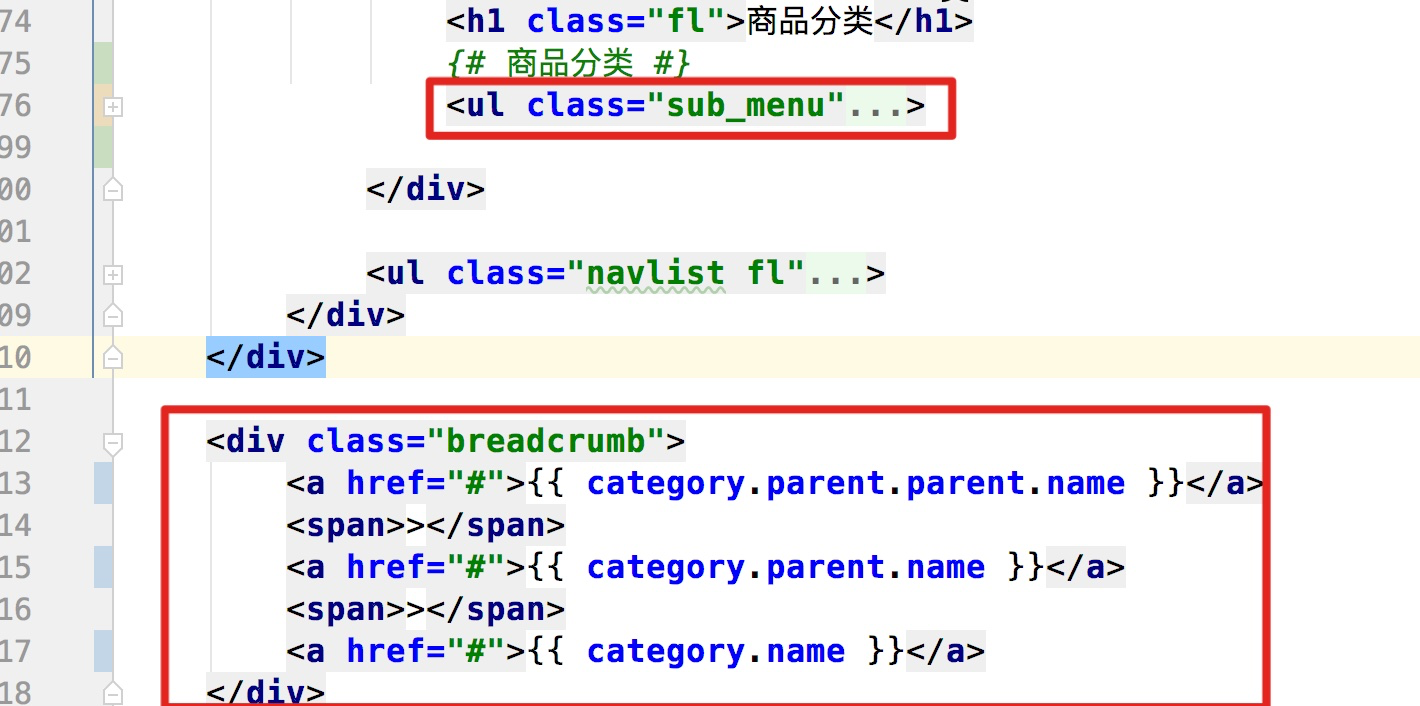 74 <h1 class="fl">商品分类</h1>
75 {# 商品分类 #}
76 <ul class="sub_menu"...>
99
00 </div>
01
02 <ul class="navlist fl"...>
09 </div>
10 </div>
11
12 <div class="breadcrumb">
13 <a href="#">{{ category.parent.parent.name }}</a>
14 <span>></span>
15 <a href="#">{{ category.parent.name }}</a>
16 <span>></span>
17 <a href="#">{{ category.name }}</a>
18 </div>